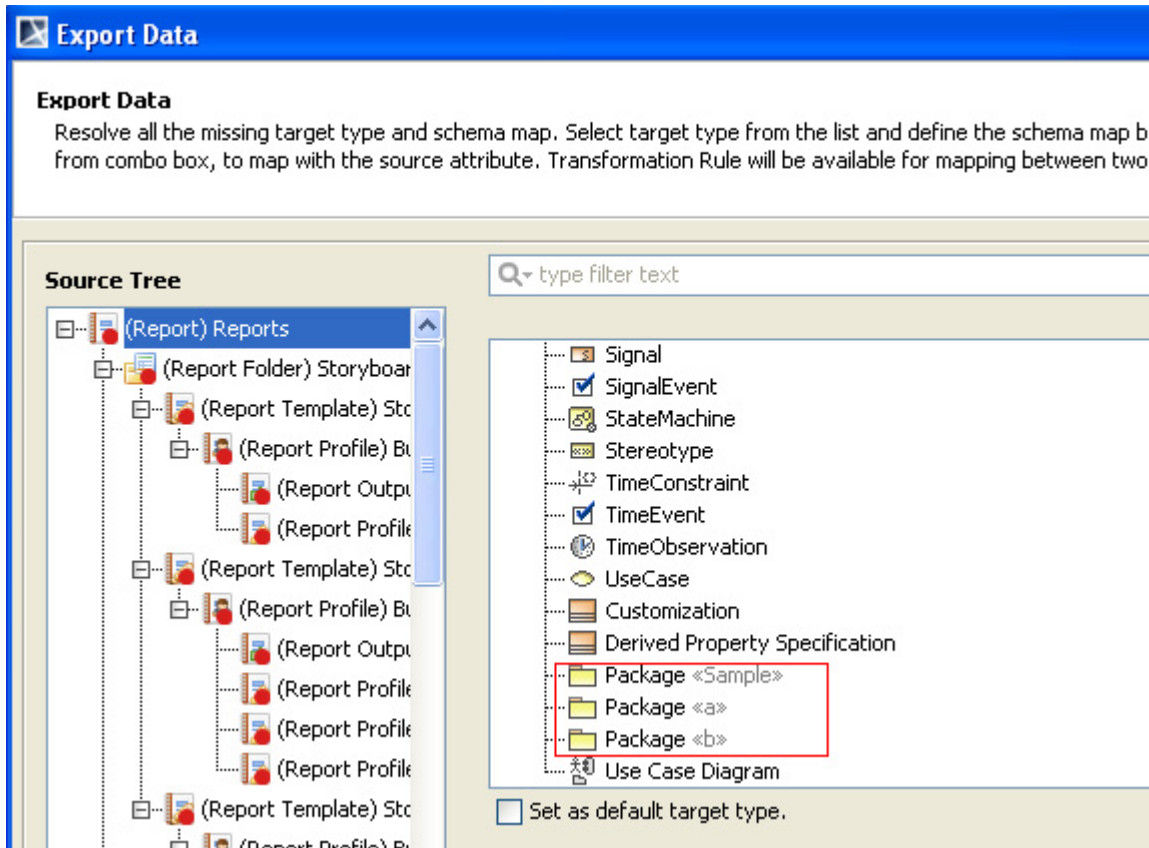 Export Data
Export Data
Resolve all the missing target type and schema map. Select target type from the list and define the schema map b
from combo box, to map with the source attribute. Transformation Rule will be available for mapping between two
Source Tree
(Report) Reports
(Report Folder) Storyboar
(Report Template) Sto
(Report Profile) Bu
(Report Outpu
(Report Profile
(Report Template) Sto
(Report Profile) Bu
(Report Outpu
(Report Profile
(Report Profile
(Report Profile
(Report Template) Sto
(Report Profile) Bu
type filter text
Signal
SignalEvent
StateMachine
Stereotype
TimeConstraint
TimeEvent
TimeObservation
UseCase
Customization
Derived Property Specification
Package «Sample»
Package «a»
Package «b»
Use Case Diagram
Set as default target type.